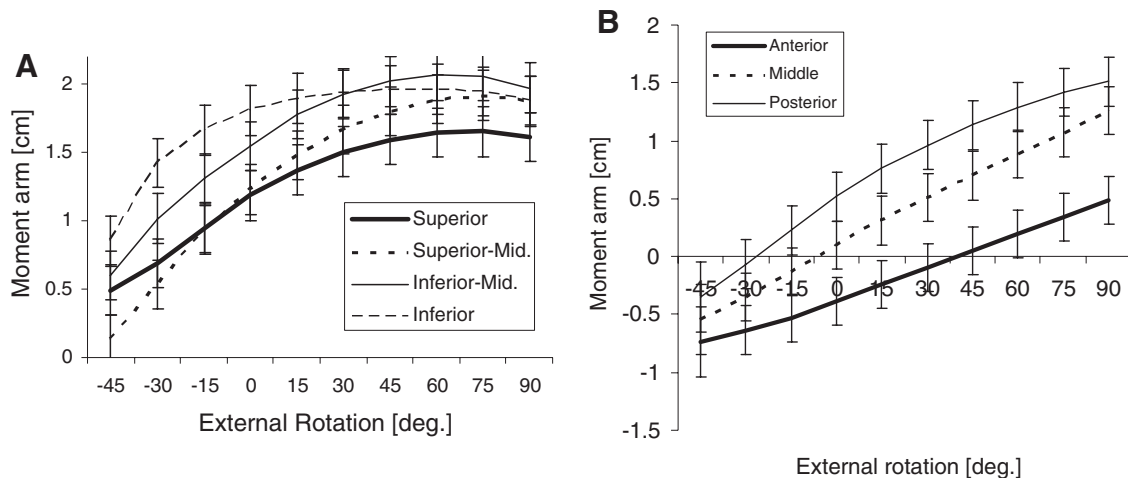 A
Moment arm [cm]
2
1.5
1
0.5
0
Superior
Superior-Mid.
Inferior-Mid.
Inferior
-45 -30 -15 0 15 30 45 60 75 90
External Rotation [deg.]
B
Moment arm [cm]
2
1.5
1
0.5
0
-0.5
-1
-1.5
Anterior
Middle
Posterior
-45 -30 -15 0 15 30 45 60 75 90
External rotation [deg.]